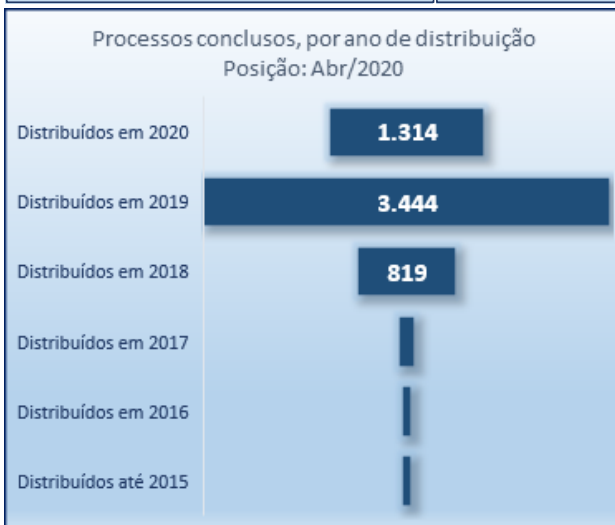 Processos conclusos, por ano de distribuição
Posição: Abr/2020
Distribuídos em 2020 1.314
Distribuídos em 2019 3.444
Distribuídos em 2018 819
Distribuídos em 2017
Distribuídos em 2016
Distribuídos até 2015